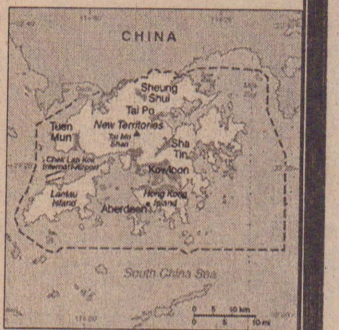 CHINA
Sheung
Shui
Tai Po
New Territories
Tuen
Mun
Tai Mo
Shan
Sha
Tin
Chek Lap Kok
International Airport
Kowloon
Lantau
Island
Hong Kong
Island
Aberdeen
South China Sea
0 5 10 km
0 5 10 mi